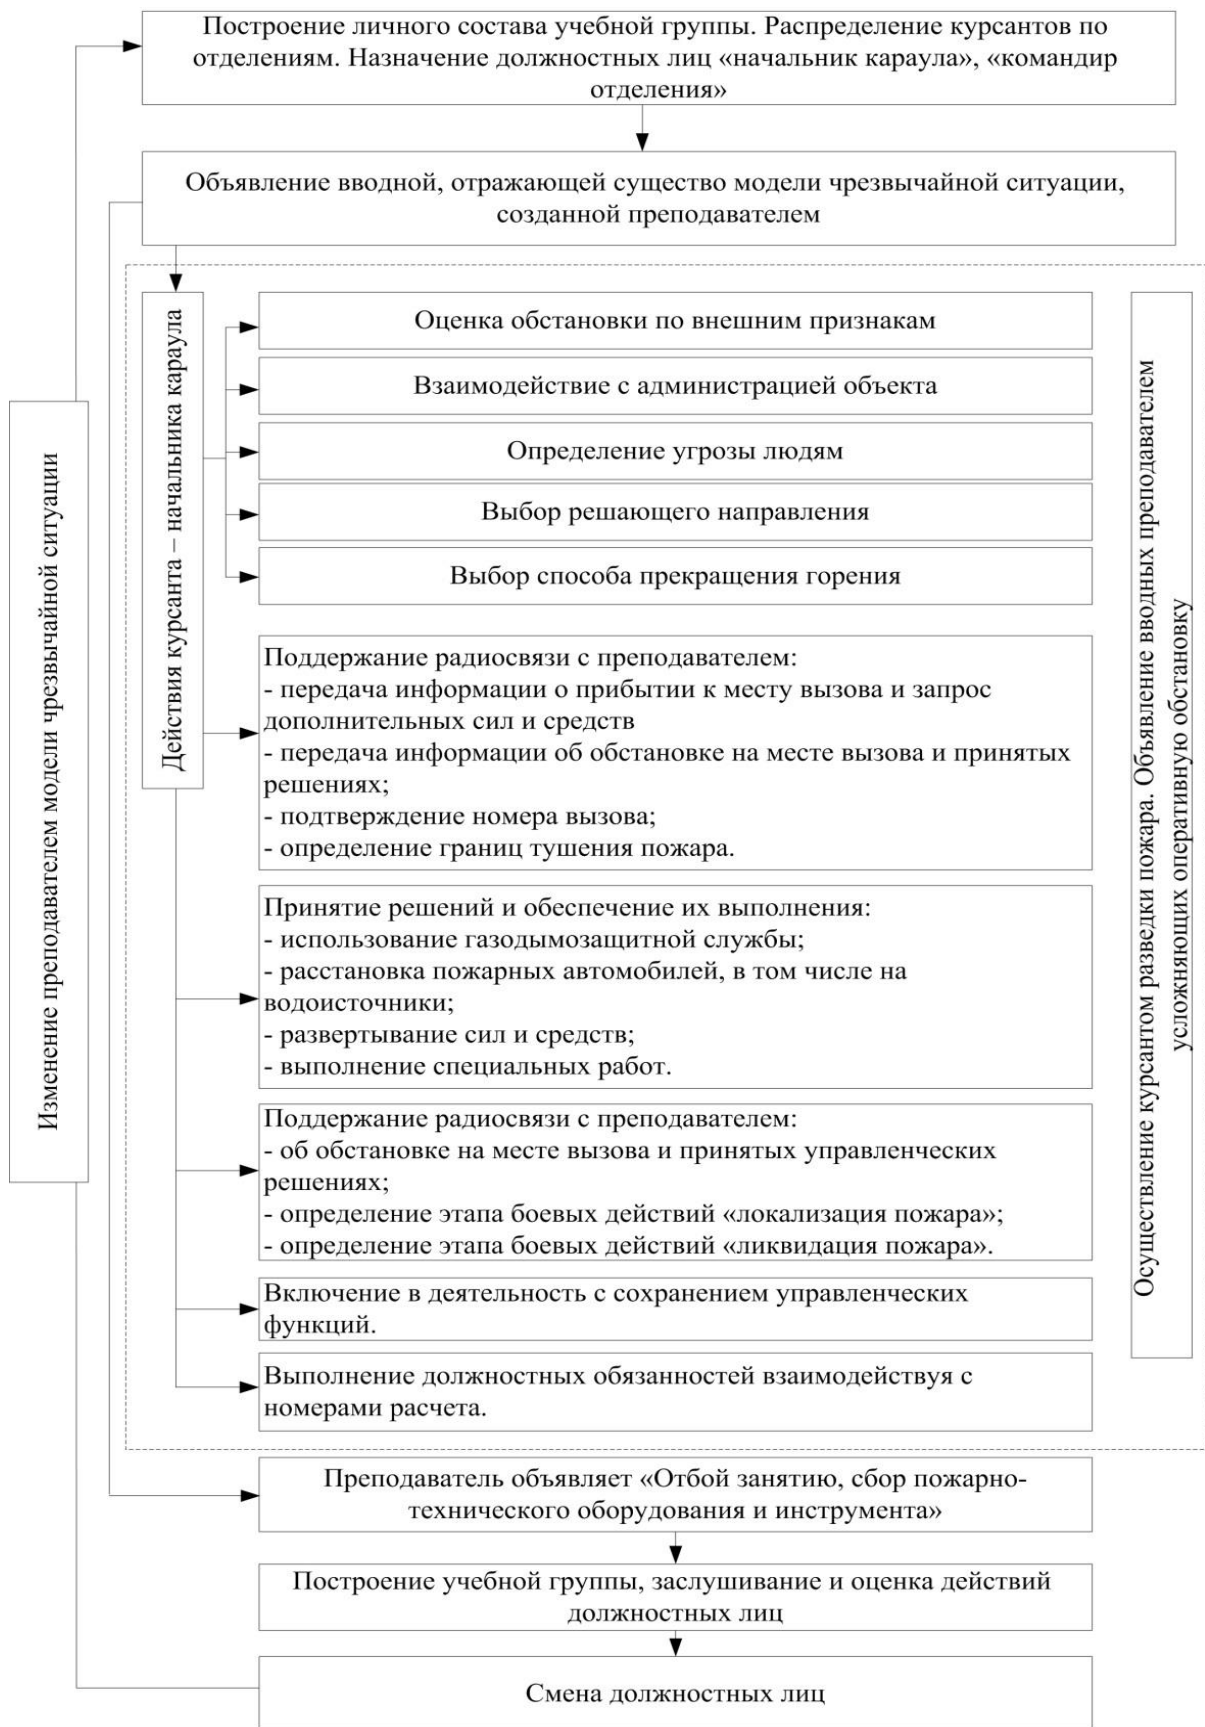 Построение личного состава учебной группы. Распределение курсантов по
отделениям. Назначение должностных лиц «начальник караула», «командир
отделения»
Объявление вводной, отражающей существо модели чрезвычайной ситуации,
созданной преподавателем
Изменение преподавателем модели чрезвычайной ситуации
Действия курсанта – начальника караула
Оценка обстановки по внешним признакам
Взаимодействие с администрацией объекта
Определение угрозы людям
Выбор решающего направления
Выбор способа прекращения горения
Поддержание радиосвязи с преподавателем:
- передача информации о прибытии к месту вызова и запрос
дополнительных сил и средств
- передача информации об обстановке на месте вызова и принятых
решениях;
- подтверждение номера вызова;
- определение границ тушения пожара.
Принятие решений и обеспечение их выполнения:
- использование газодымозащитной службы;
- расстановка пожарных автомобилей, в том числе на
водоисточники;
- развертывание сил и средств;
- выполнение специальных работ.
Поддержание радиосвязи с преподавателем:
- об обстановке на месте вызова и принятых управленческих
решениях;
- определение этапа боевых действий «локализация пожара»;
- определение этапа боевых действий «ликвидация пожара».
Включение в деятельность с сохранением управленческих
функций.
Выполнение должностных обязанностей взаимодействуя с
номерами расчета.
Осуществление курсантом разведки пожара. Объявление вводных преподавателем
усложняющих оперативную обстановку
Преподаватель объявляет «Отбой занятию, сбор пожарно-
технического оборудования и инструмента»
Построение учебной группы, заслушивание и оценка действий
должностных лиц
Смена должностных лиц